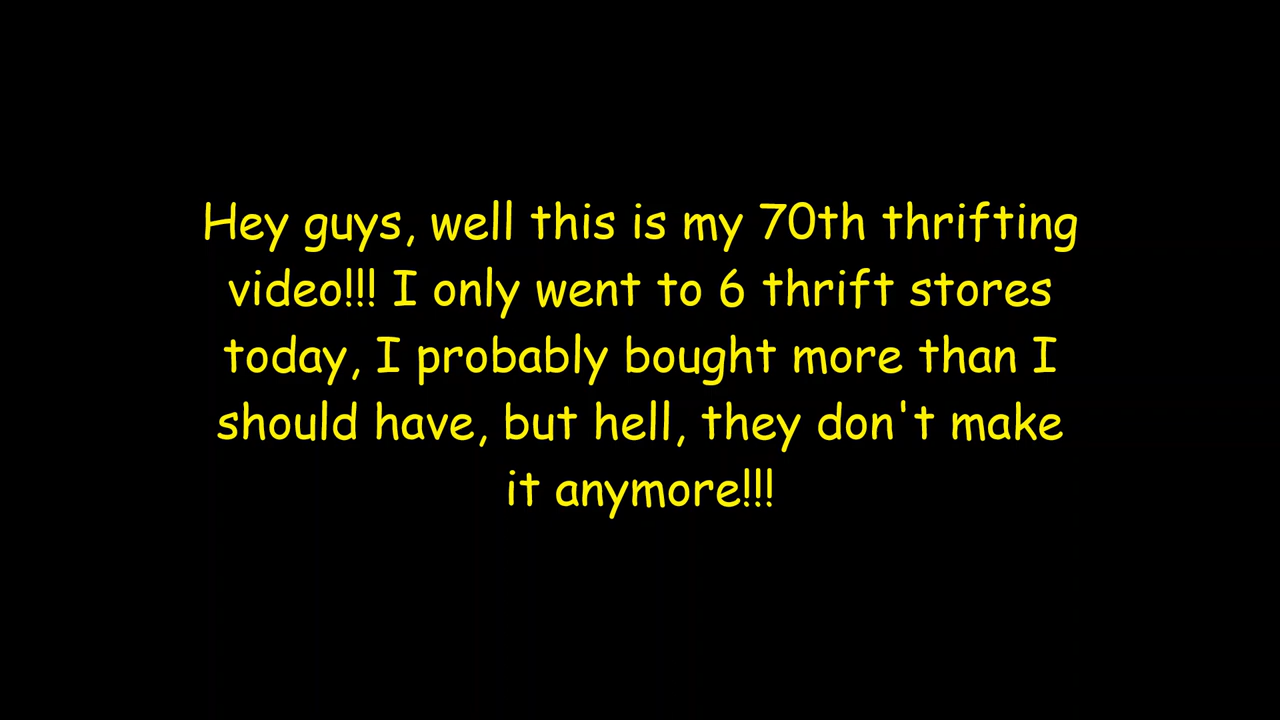 Hey guys, well this is my 70th thrifting
video!!! I only went to 6 thrift stores
today, I probably bought more than I
should have, but hell, they don't make
it anymore!!!